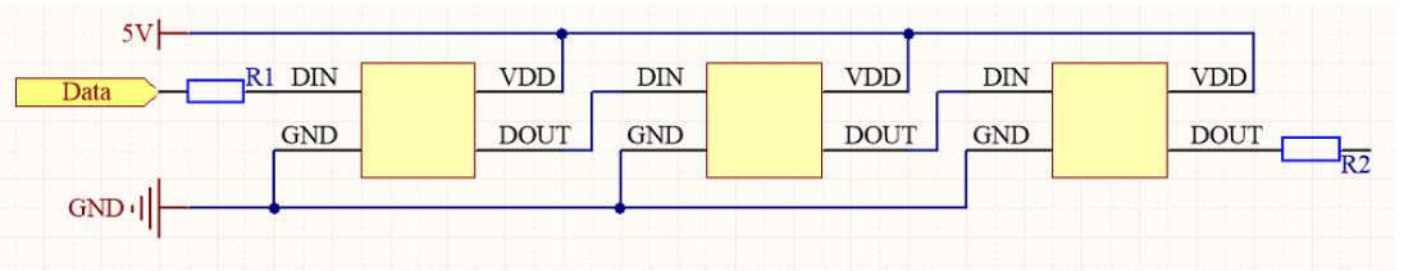 5V
Data R1 DIN VDD DIN VDD DIN VDD
GND DOUT GND DOUT GND DOUT R2
GND